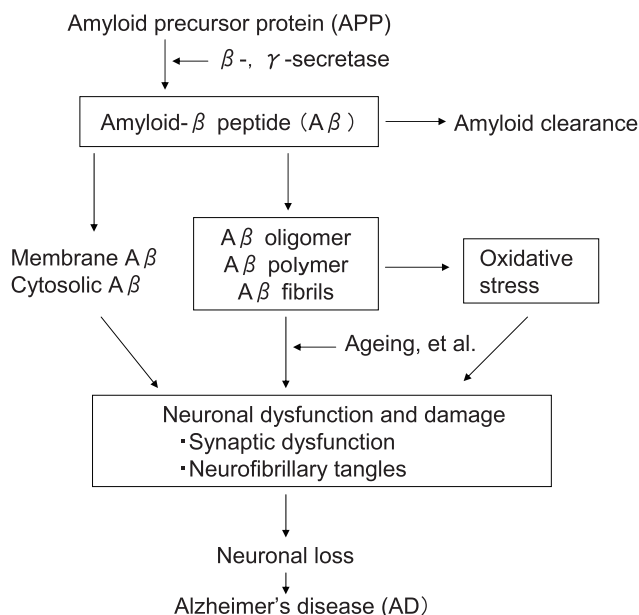 Amyloid precursor protein (APP)
β-, γ-secretase
Amyloid-β peptide (Aβ)
Amyloid clearance
Membrane Aβ
Cytosolic Aβ
Aβ oligomer
Aβ polymer
Aβ fibrils
Oxidative
stress
Ageing, et al.
Neuronal dysfunction and damage
・Synaptic dysfunction
・Neurofibrillary tangles
Neuronal loss
Alzheimer's disease (AD)